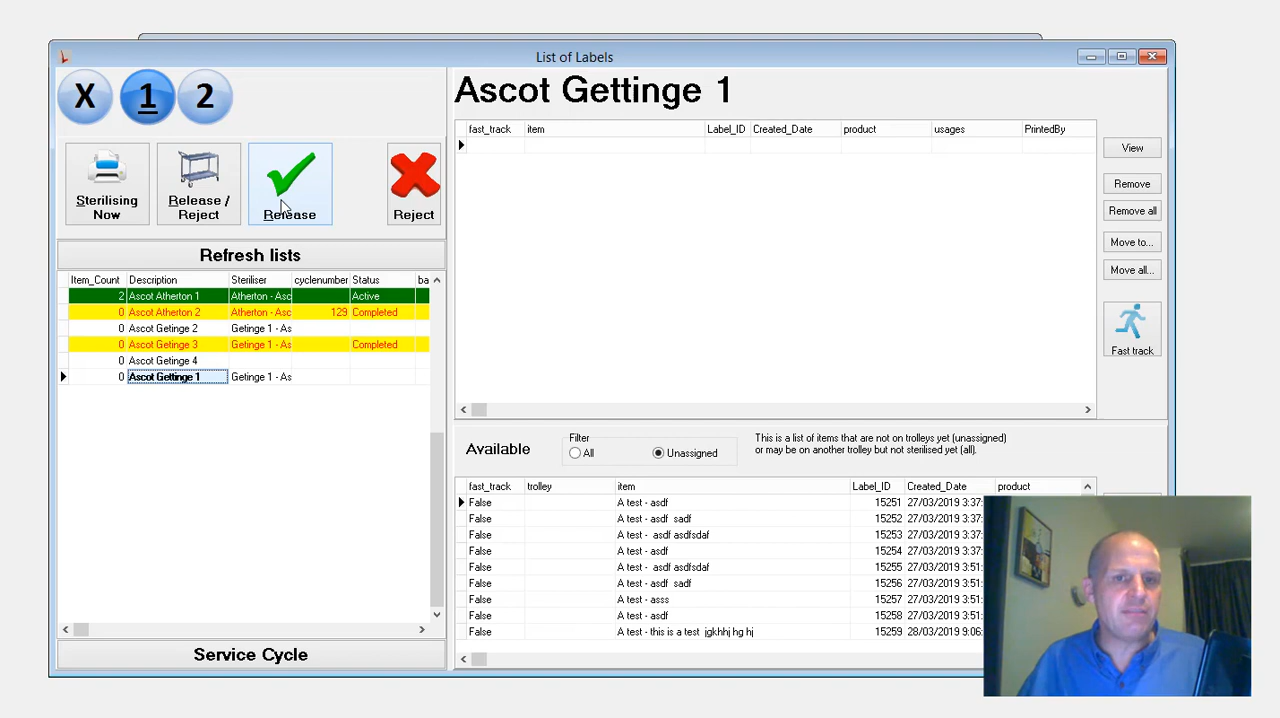 List of Labels
X 1 2
Sterilising Now
Release / Reject
Release
Reject
Refresh lists
Item_Count Description Steriliser cyclenumber Status ba
2 Ascot Atherton 1 Atherton - Asc Active
0 Ascot Atherton 2 Atherton - Asc 129 Completed
0 Ascot Getinge 2 Getinge 1 - As
0 Ascot Getinge 3 Getinge 1 - As Completed
0 Ascot Getinge 4
0 Ascot Gettinge 1 Getinge 1 - As
Service Cycle
Ascot Gettinge 1
fast_track item Label_ID Created_Date product usages PrintedBy
View
Remove
Remove all
Move to...
Move all...
Fast track
Available
Filter
All Unassigned
This is a list of items that are not on trolleys yet (unassigned)
or may be on another trolley but not sterilised yet (all).
fast_track trolley item Label_ID Created_Date product
False A test - asdf 15251 27/03/2019 3:37:
False A test - asdf sadf 15252 27/03/2019 3:37:
False A test - asdf asdfsdaf 15253 27/03/2019 3:37:
False A test - asdf 15254 27/03/2019 3:37:
False A test - asdf asdfsdaf 15255 27/03/2019 3:51:
False A test - asdf sadf 15256 27/03/2019 3:51:
False A test - asss 15257 27/03/2019 3:51:
False A test - asdf 15258 27/03/2019 3:51:
False A test - this is a test jgkhhj hg hj 15259 28/03/2019 9:06: